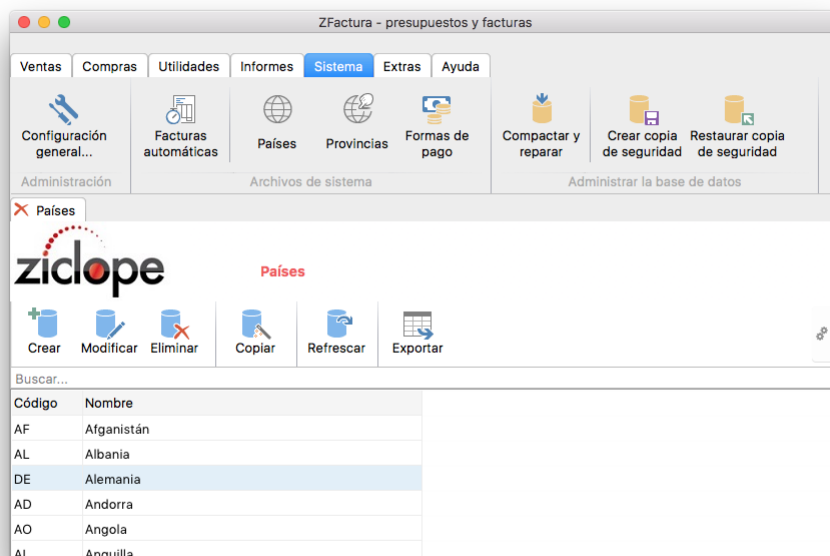 ZFactura - presupuestos y facturas
Ventas Compras Utilidades Informes Sistema Extras Ayuda
Configuración general...
Facturas automáticas
Países
Provincias
Formas de pago
Compactar y reparar
Crear copia de seguridad
Restaurar copia de seguridad
Administración
Archivos de sistema
Administrar la base de datos
Países
ziclope
Países
Crear Modificar Eliminar Copiar Refrescar Exportar
Buscar...
Código Nombre
AF Afganistán
AL Albania
DE Alemania
AD Andorra
AO Angola
AI Anguilla